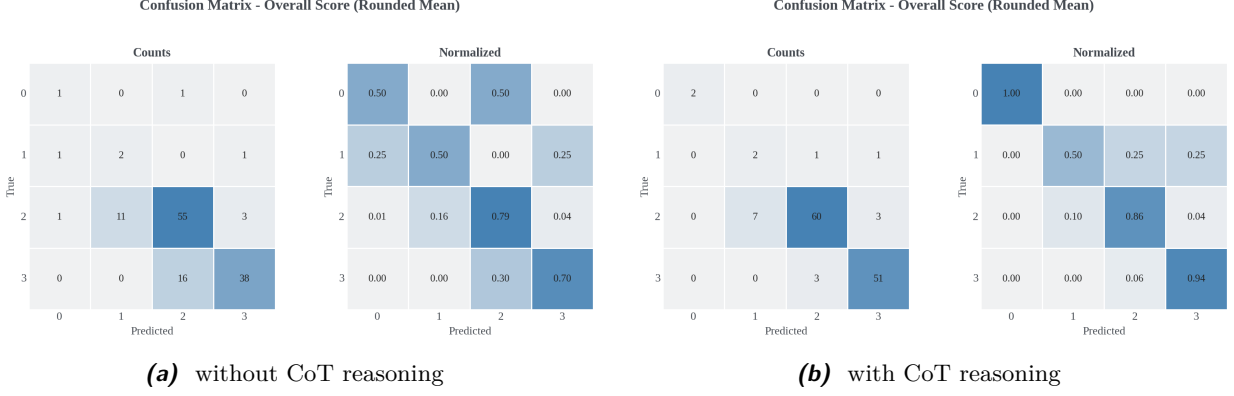 Confusion Matrix - Overall Score (Rounded Mean)
Counts
Normalized
0 1 0 1 0
0 0.50 0.00 0.50 0.00
1 1 2 0 1
1 0.25 0.50 0.00 0.25
True
True
2 1 11 55 3
2 0.01 0.16 0.79 0.04
3 0 0 16 38
3 0.00 0.00 0.30 0.70
0 1 2 3
0 1 2 3
Predicted
Predicted
(a) without CoT reasoning
Confusion Matrix - Overall Score (Rounded Mean)
Counts
Normalized
0 2 0 0 0
0 1.00 0.00 0.00 0.00
1 0 2 1 1
1 0.00 0.50 0.25 0.25
True
True
2 0 7 60 3
2 0.00 0.10 0.86 0.04
3 0 0 3 51
3 0.00 0.00 0.06 0.94
0 1 2 3
0 1 2 3
Predicted
Predicted
(b) with CoT reasoning